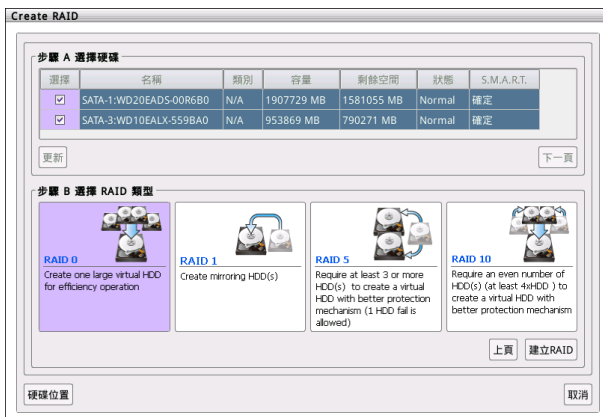 Create RAID
步驟 A 選擇硬碟
選擇 名稱 類別 容量 剩餘空間 狀態 S.M.A.R.T.
SATA-1:WD20EADS-00R6B0 N/A 1907729 MB 1581055 MB Normal 確定
SATA-3:WD10EALX-559BA0 N/A 953869 MB 790271 MB Normal 確定
更新 下一頁
步驟 B 選擇 RAID 類型
RAID 0
Create one large virtual HDD
for efficiency operation
RAID 1
Create mirroring HDD(s)
RAID 5
Require at least 3 or more
HDD(s) to create a virtual
HDD with better protection
mechanism (1 HDD fail is
allowed)
RAID 10
Require an even number of
HDD(s) (at least 4xHDD ) to
create a virtual HDD with
better protection mechanism
上頁 建立RAID
硬碟位置 取消